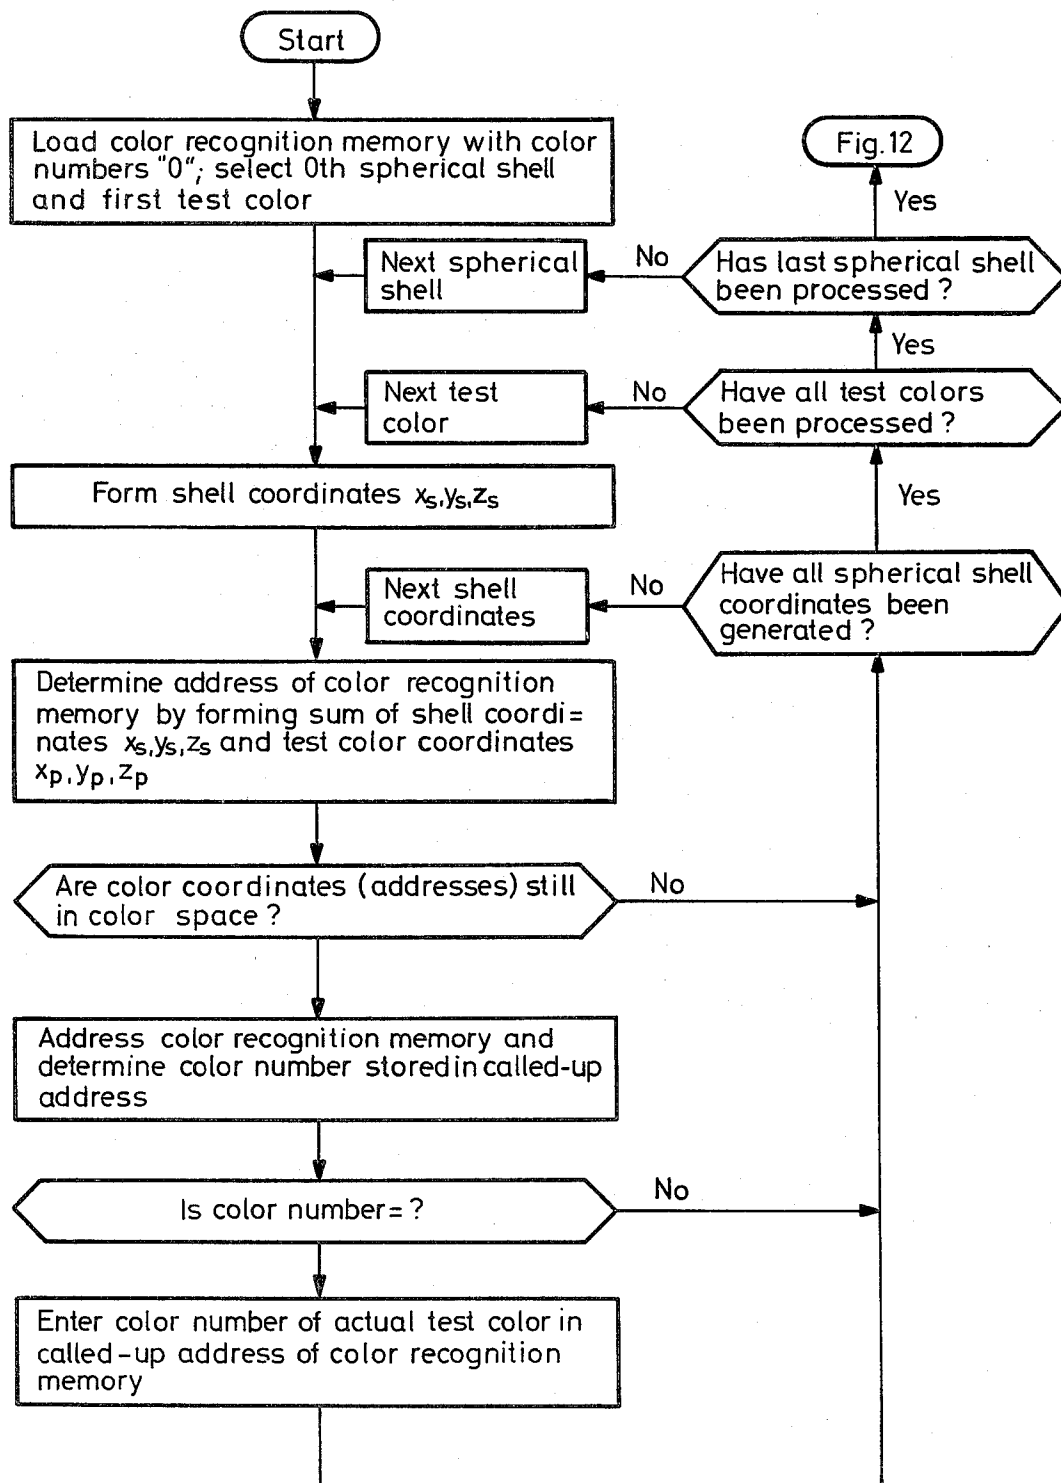 Start
Load color recognition memory with color
numbers "0"; select 0th spherical shell
and first test color
Fig.12
Yes
Next spherical
shell
No
Has last spherical shell
been processed ?
Yes
Next test
color
No
Have all test colors
been processed ?
Form shell coordinates xs,ys,zs
Yes
Next shell
coordinates
No
Have all spherical shell
coordinates been
generated ?
Determine address of color recognition
memory by forming sum of shell coordi=
nates xs,ys,zs and test color coordinates
xp,yp,zp
Are color coordinates (addresses) still
in color space ?
No
Address color recognition memory and
determine color number stored in called-up
address
Is color number= ?
No
Enter color number of actual test color in
called-up address of color recognition
memory